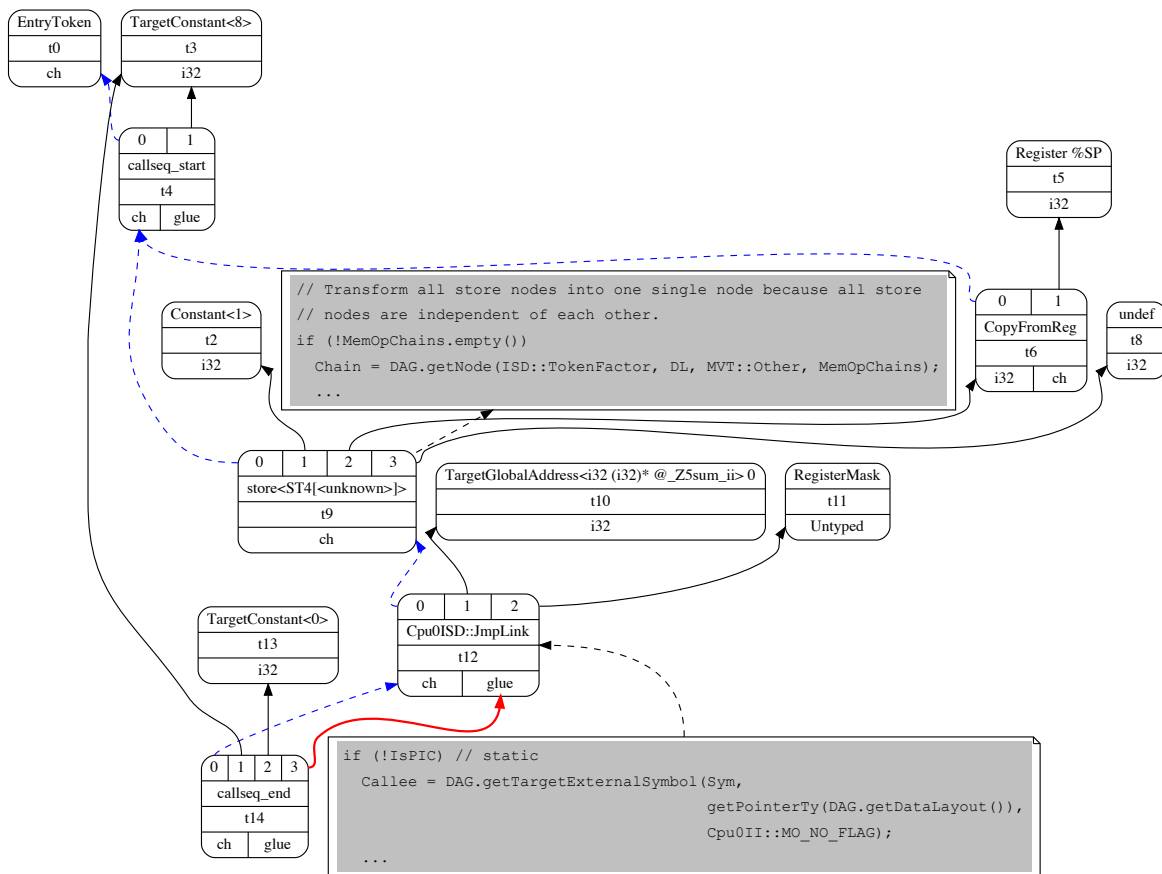 EntryToken
t0
ch
TargetConstant<8>
t3
i32
0 1
callseq_start
t4
ch glue
Register %SP
t5
i32
// Transform all store nodes into one single node because all store
// nodes are independent of each other.
if (!MemOpChains.empty())
  Chain = DAG.getNode(ISD::TokenFactor, DL, MVT::Other, MemOpChains);
  ...
Constant<1>
t2
i32
0 1
CopyFromReg
t6
i32 ch
undef
t8
i32
0 1 2 3
store<ST4[<unknown>]>
t9
ch
TargetGlobalAddress<i32 (i32)* @_Z5sum_ii> 0
t10
i32
RegisterMask
t11
Untyped
0 1 2
Cpu0ISD::JmpLink
t12
ch glue
TargetConstant<0>
t13
i32
0 1 2 3
callseq_end
t14
ch glue
if (!IsPIC) // static
  Callee = DAG.getTargetExternalSymbol(Sym,
                                       getPointerTy(DAG.getDataLayout()),
                                       Cpu0II::MO_NO_FLAG);
  ...